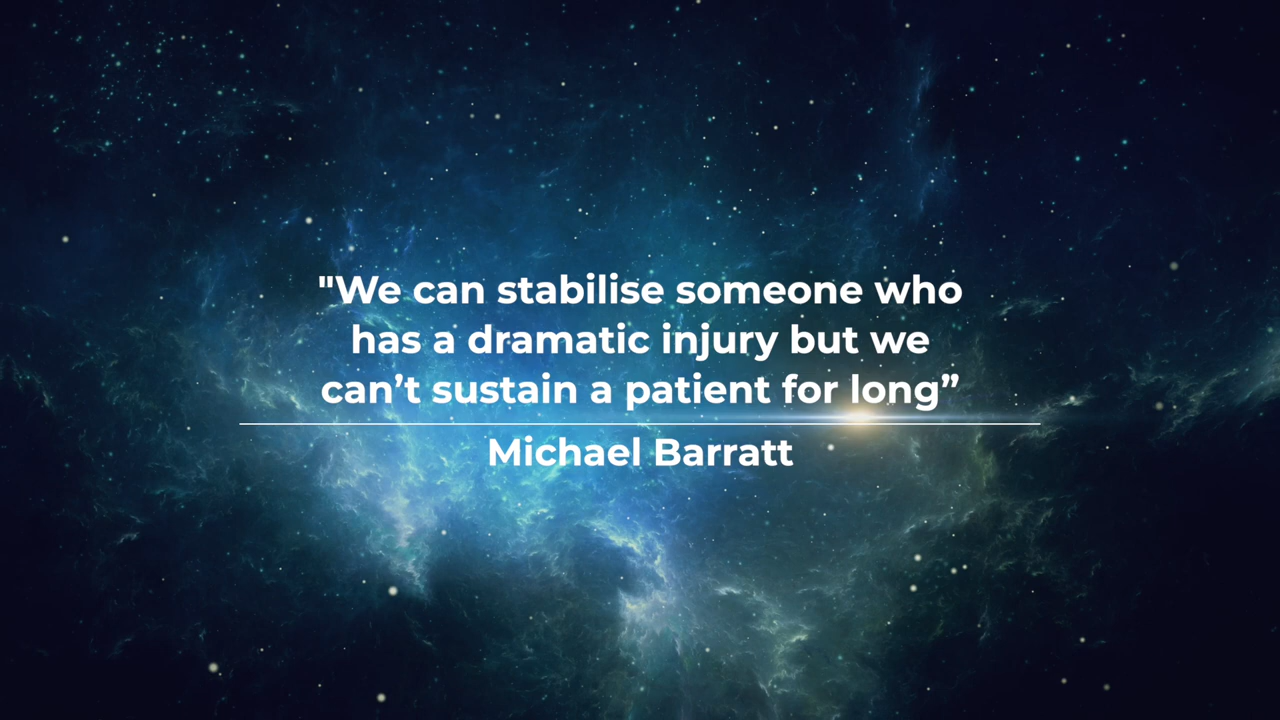 "We can stabilise someone who
has a dramatic injury but we
can’t sustain a patient for long”
Michael Barratt